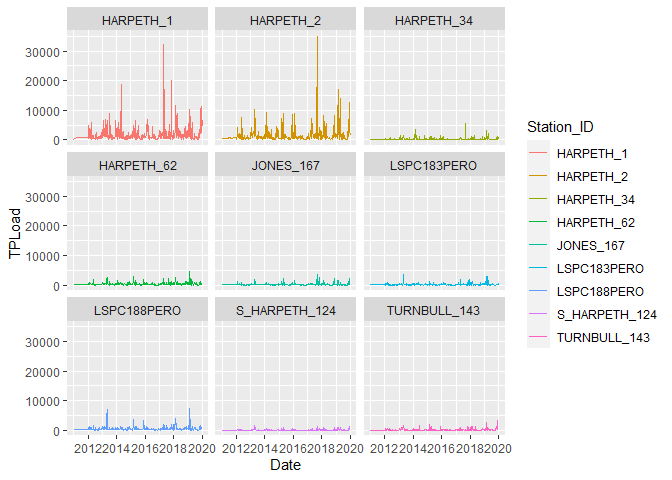 HARPETH_1 HARPETH_2 HARPETH_34
30000
20000
10000
0
HARPETH_62 JONES_167 LSPC183PERO
30000
20000
10000
0
LSPC188PERO S_HARPETH_124 TURNBULL_143
30000
20000
10000
0
2012 2014 2016 2018 2020 2012 2014 2016 2018 2020 2012 2014 2016 2018 2020
Date
TPLoad
Station_ID
HARPETH_1
HARPETH_2
HARPETH_34
HARPETH_62
JONES_167
LSPC183PERO
LSPC188PERO
S_HARPETH_124
TURNBULL_143